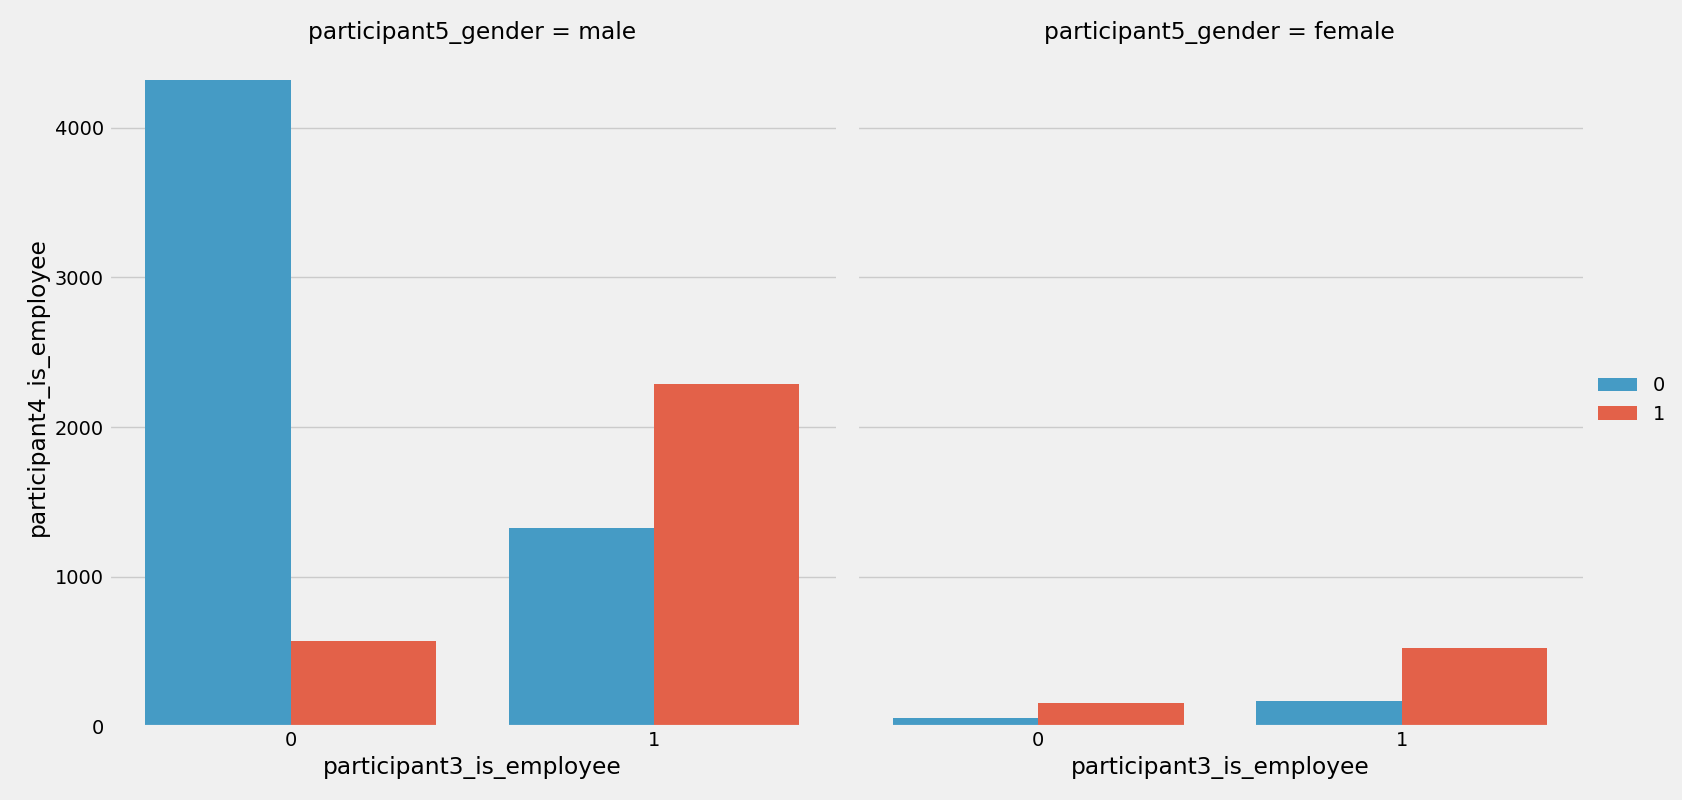 participant5_gender = male
participant5_gender = female
participant4_is_employee
4000
3000
2000
1000
0
0
1
0
1
participant3_is_employee
participant3_is_employee
0
1